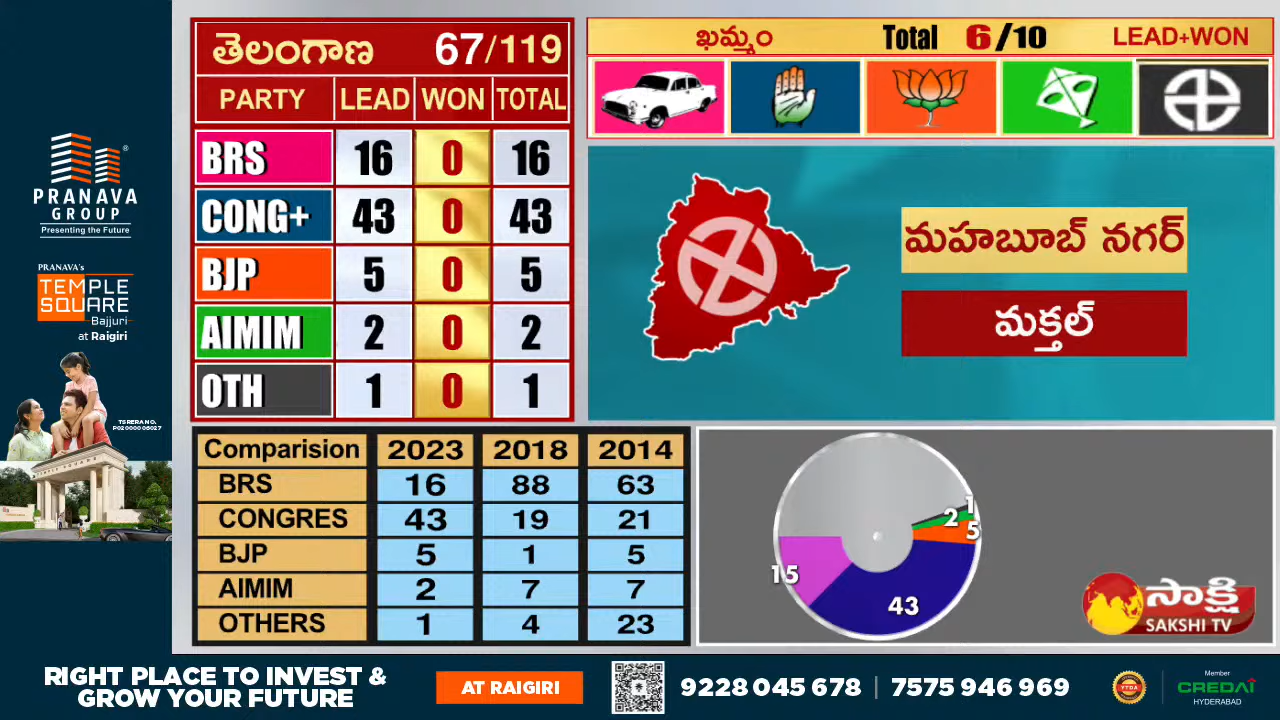 PRANAVA
GROUP
Presenting the Future
PRANAVA's
TEMPLE
SQUARE
Bajjuri
at Raigiri
TS RERA NO.
తెలంగాణ 67/119
PARTY LEAD WON TOTAL
BRS 16 0 16
CONG+ 43 0 43
BJP 5 0 5
AIMIM 2 0 2
OTH 1 0 1
ఖమ్మం Total 6/10 LEAD+WON
మహబూబ్ నగర్
మక్తల్
Comparision 2023 2018 2014
BRS 16 88 63
CONGRES 43 19 21
BJP 5 1 5
AIMIM 2 7 7
OTHERS 1 4 23
1
2
5
15
43
సాక్షి
SAKSHI TV
RIGHT PLACE TO INVEST &
GROW YOUR FUTURE
AT RAIGIRI
9228 045 678 | 7575 946 969
YTDA
Member
CREDAI
HYDERABAD